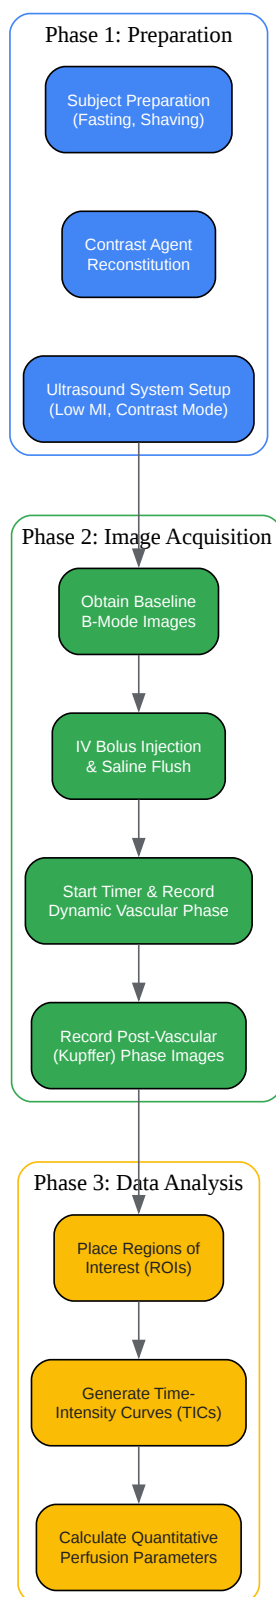 Phase 1: Preparation
Subject Preparation
(Fasting, Shaving)
Contrast Agent
Reconstitution
Ultrasound System Setup
(Low MI, Contrast Mode)
Phase 2: Image Acquisition
Obtain Baseline
B-Mode Images
IV Bolus Injection
& Saline Flush
Start Timer & Record
Dynamic Vascular Phase
Record Post-Vascular
(Kupffer) Phase Images
Phase 3: Data Analysis
Place Regions of
Interest (ROIs)
Generate Time-
Intensity Curves (TICs)
Calculate Quantitative
Perfusion Parameters